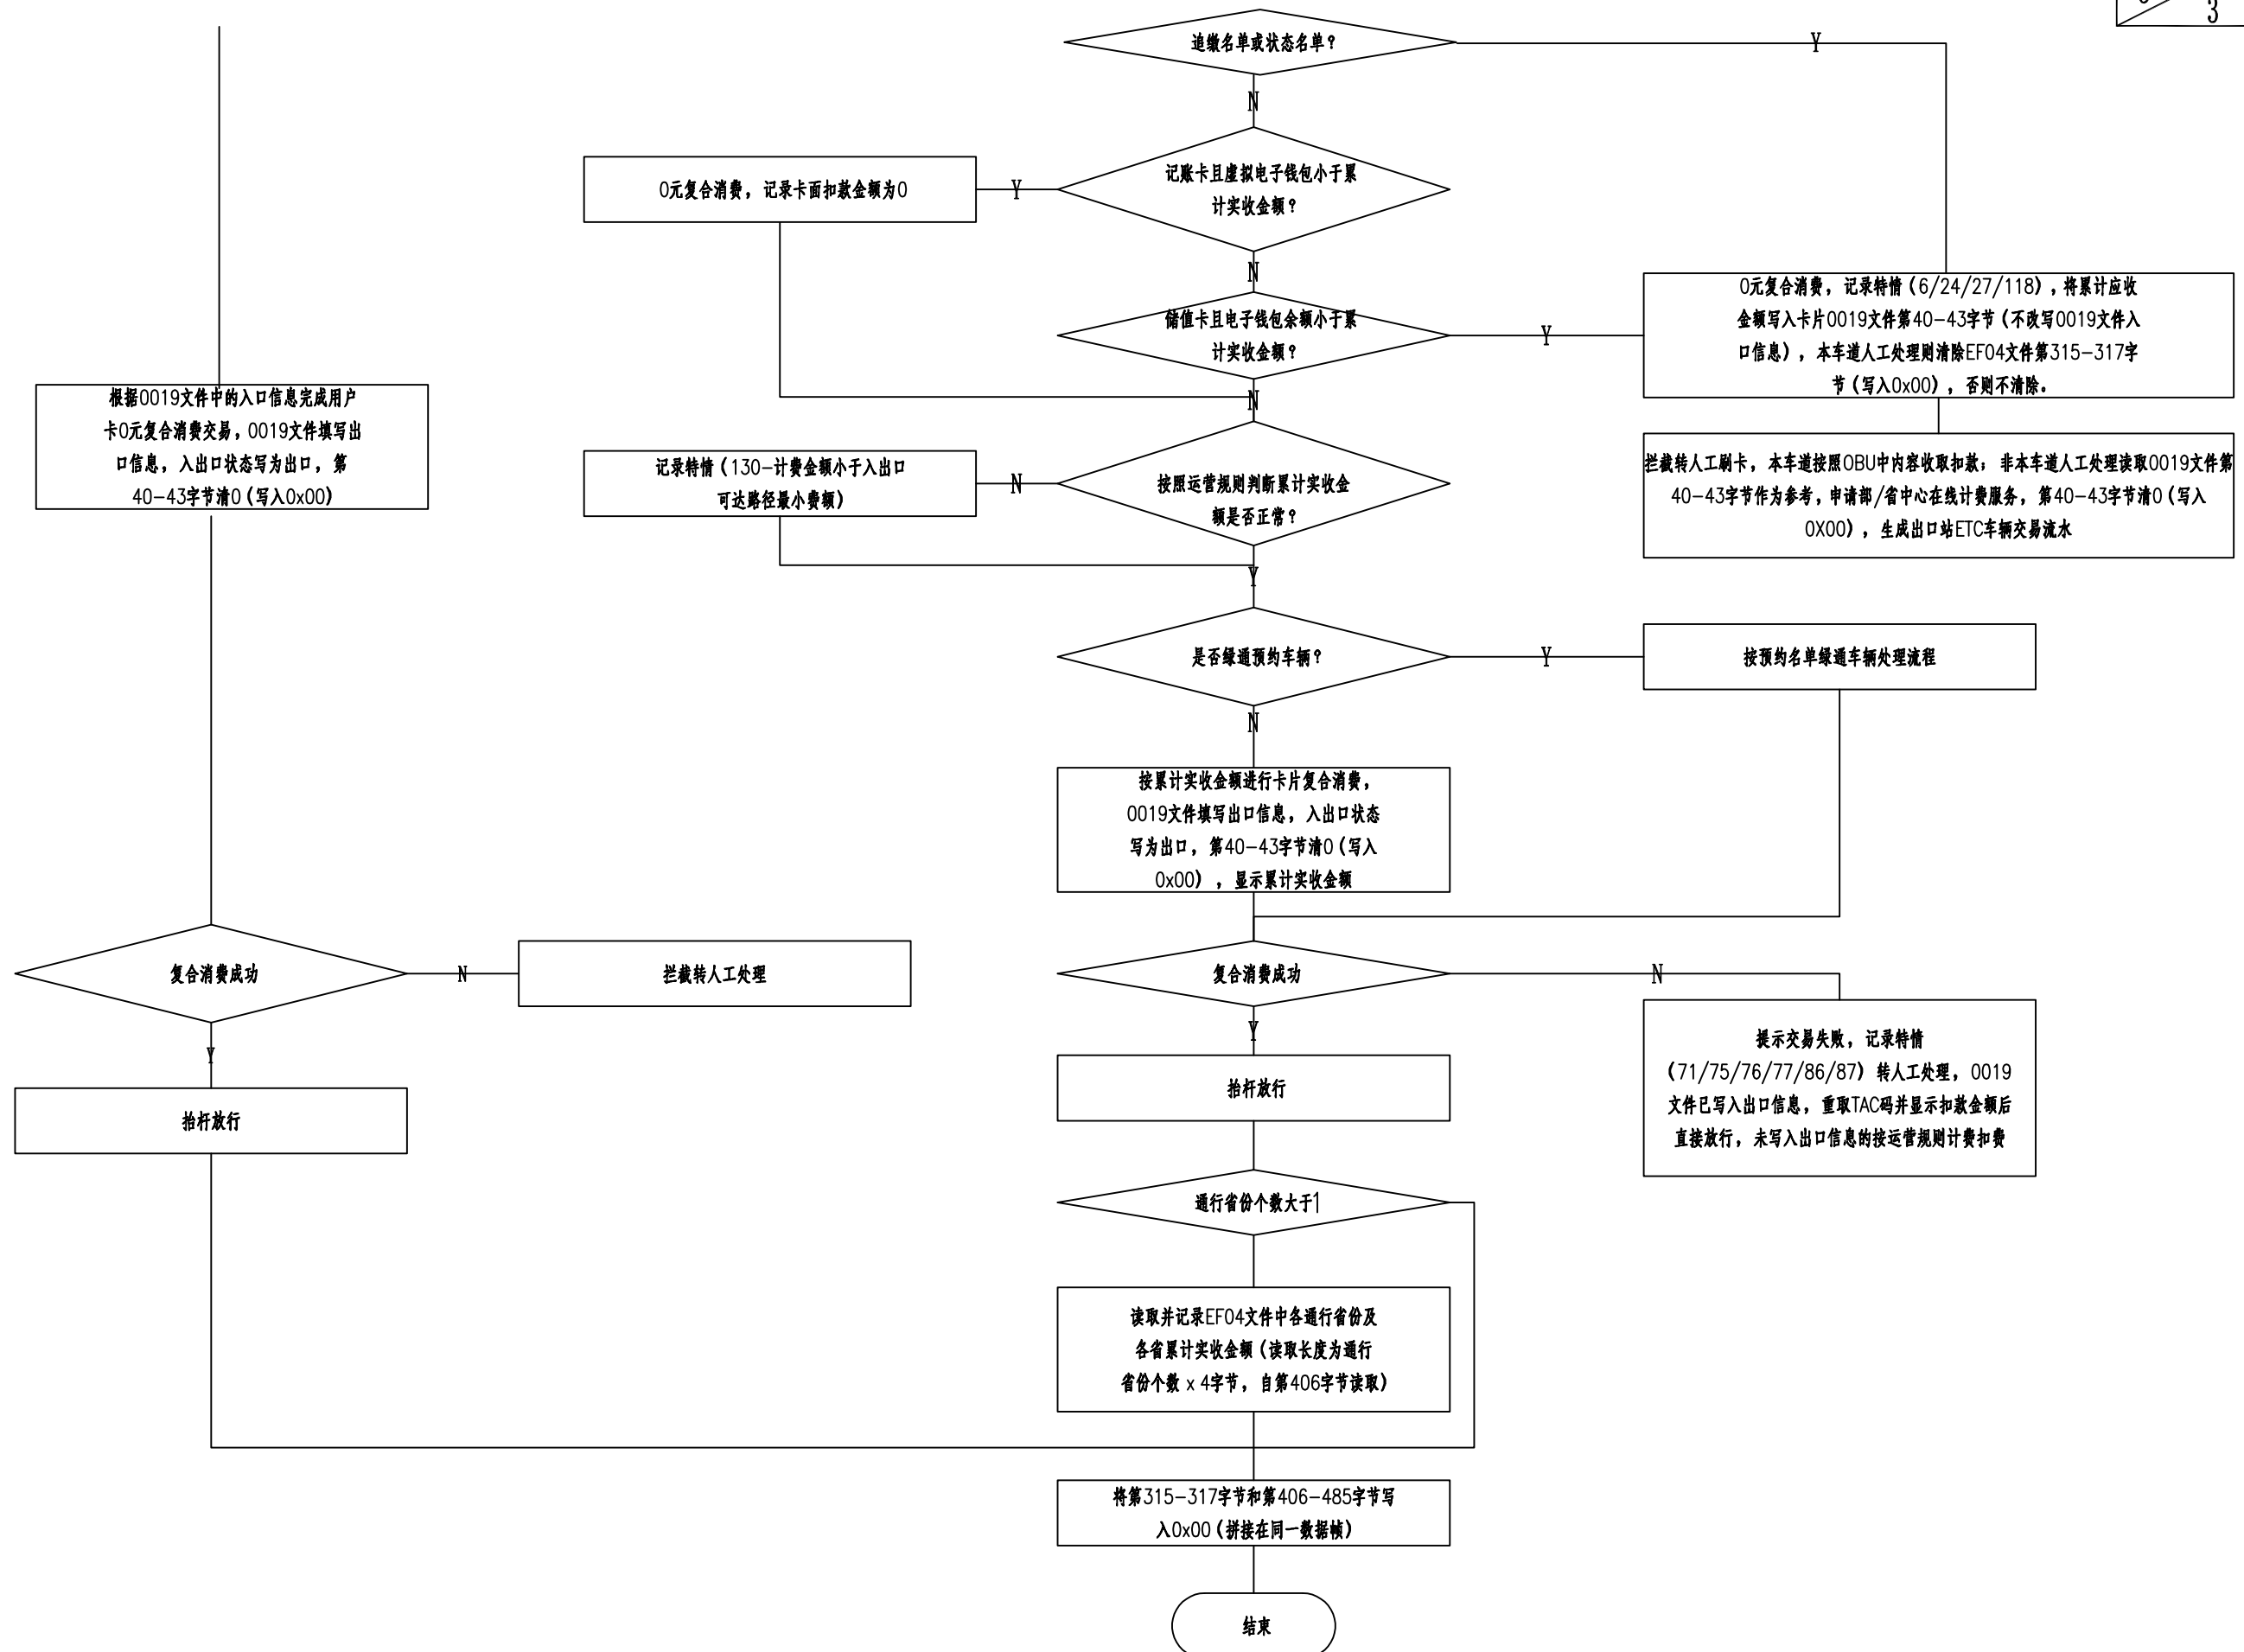 3
追缴名单或状态名单？
Y
N
记账卡且虚拟电子钱包小于累
计实收金额？
Y
0元复合消费，记录卡面扣款金额为0
N
储值卡且电子钱包余额小于累
计实收金额？
Y
0元复合消费，记录特情（6/24/27/118），将累计应收
金额写入卡片0019文件第40-43字节（不改写0019文件入
口信息），本车道人工处理则清除EF04文件第315-317字
节（写入0x00），否则不清除。
N
根据0019文件中的入口信息完成用户
卡0元复合消费交易，0019文件填写出
口信息，入出口状态写为出口，第
40-43字节清0（写入0x00）
拦截转人工刷卡，本车道按照OBU中内容收取扣款；非本车道人工处理读取0019文件第
40-43字节作为参考，申请部/省中心在线计费服务，第40-43字节清0（写入
0X00），生成出口站ETC车辆交易流水
按照运营规则判断累计实收金
额是否正常？
N
记录特情（130-计费金额小于入出口
可达路径最小费额）
Y
是否绿通预约车辆？
Y
按预约名单绿通车辆处理流程
N
按累计实收金额进行卡片复合消费，
0019文件填写出口信息，入出口状态
写为出口，第40-43字节清0（写入
0x00），显示累计实收金额
复合消费成功
N
拦截转人工处理
复合消费成功
N
Y
提示交易失败，记录特情
（71/75/76/77/86/87）转人工处理，0019
文件已写入出口信息，重取TAC码并显示扣款金额后
直接放行，未写入出口信息的按运营规则计费扣费
Y
抬杆放行
抬杆放行
通行省份个数大于1
读取并记录EF04文件中各通行省份及
各省累计实收金额（读取长度为通行
省份个数 x 4字节，自第406字节读取）
将第315-317字节和第406-485字节写
入0x00（拼接在同一数据帧）
结束